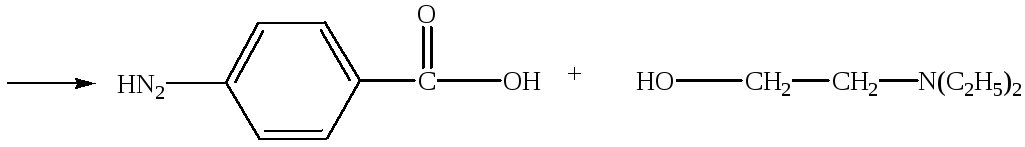 O
HN₂ C OH + HO CH₂ CH₂ N(C₂H₅)₂